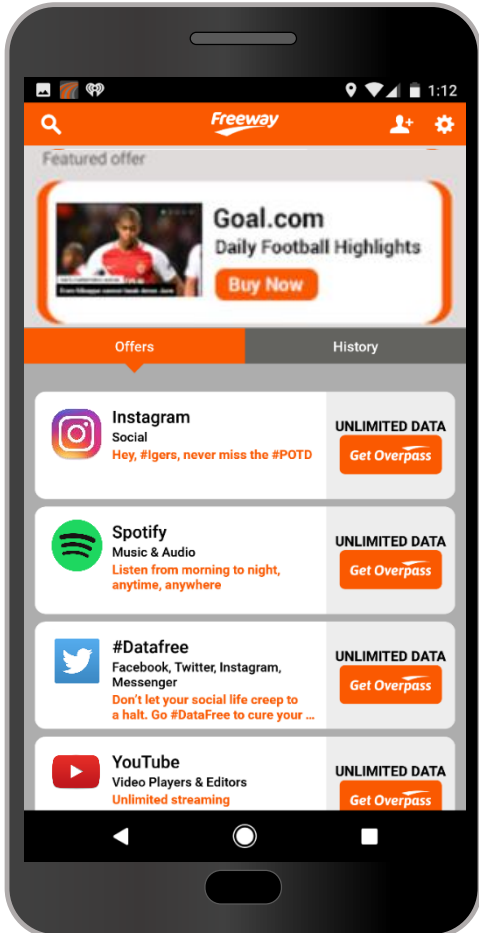 1:12
Freeway
Featured offer
Goal.com
Daily Football Highlights
Buy Now
Offers
History
Instagram
Social
Hey, #Igers, never miss the #POTD
UNLIMITED DATA
Get Overpass
Spotify
Music & Audio
Listen from morning to night,
anytime, anywhere
UNLIMITED DATA
Get Overpass
#Datafree
Facebook, Twitter, Instagram,
Messenger
Don't let your social life creep to
a halt. Go #DataFree to cure your ...
UNLIMITED DATA
Get Overpass
YouTube
Video Players & Editors
Unlimited streaming
UNLIMITED DATA
Get Overpass